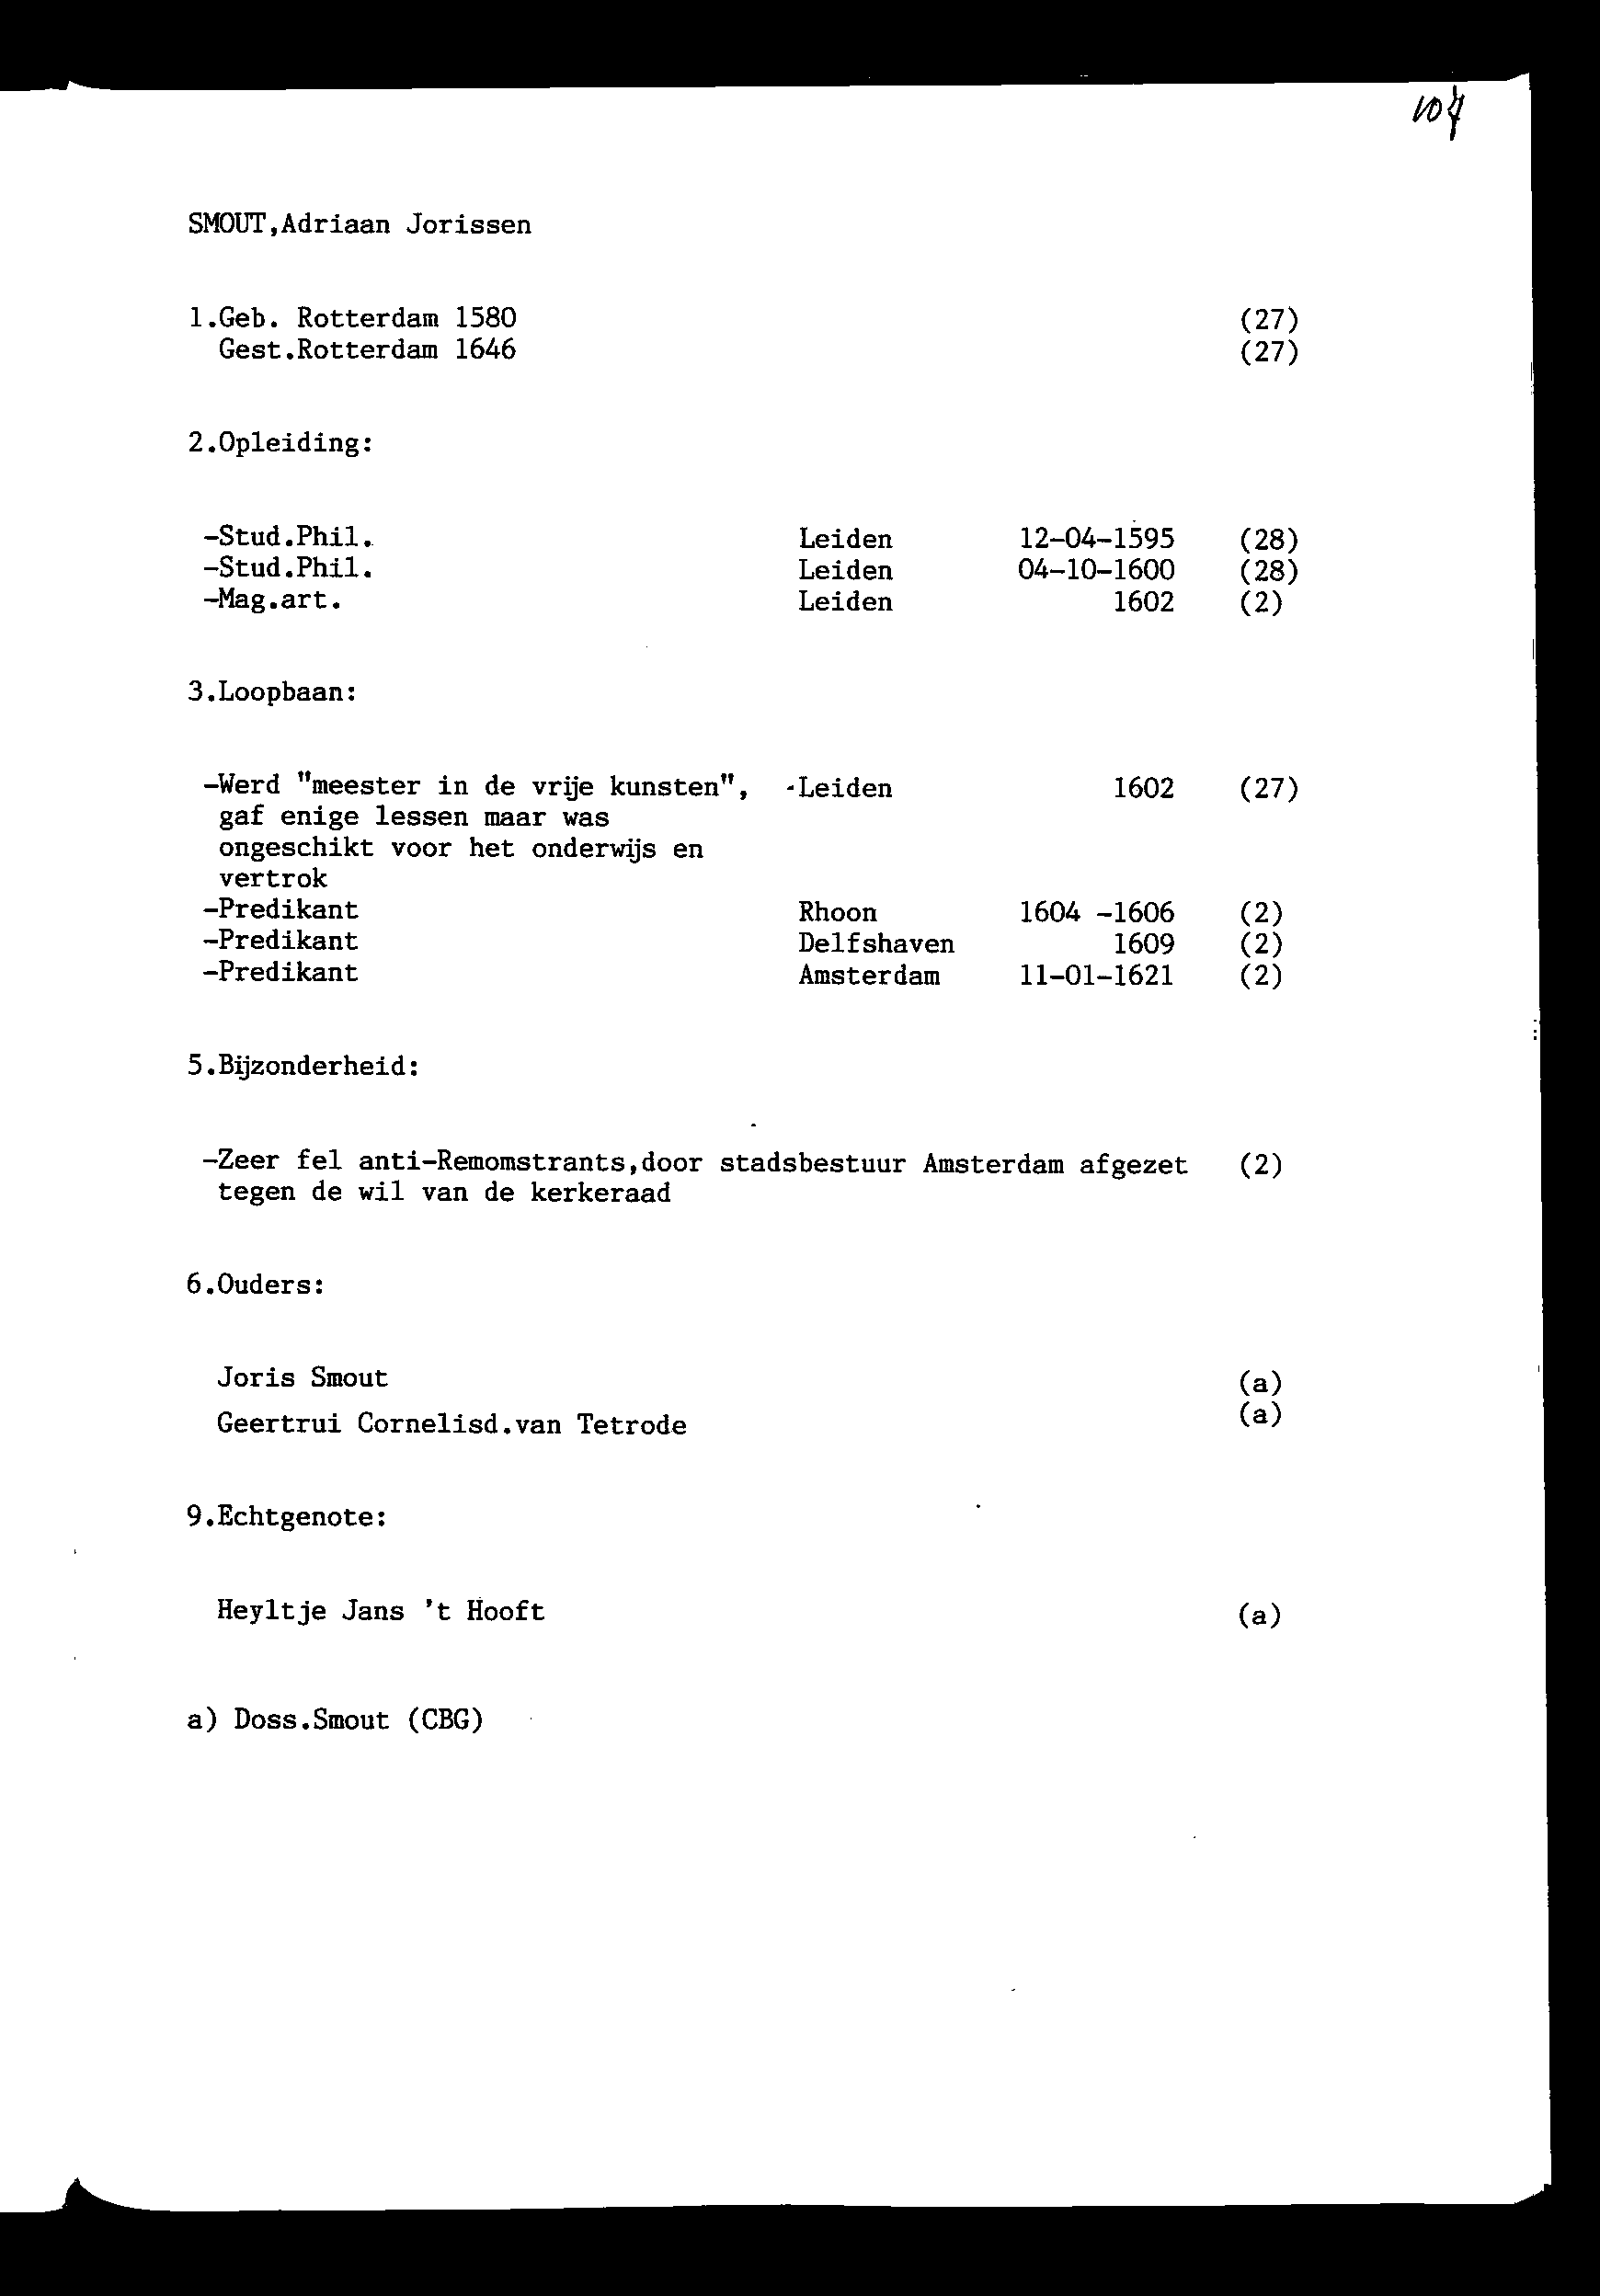 104
SMOUT,Adriaan Jorissen
1.Geb. Rotterdam 1580 (27)
Gest.Rotterdam 1646 (27)
2.Opleiding:
-Stud.Phil. Leiden 12-04-1595 (28)
-Stud.Phil. Leiden 04-10-1600 (28)
-Mag.art. Leiden 1602 (2)
3.Loopbaan:
-Werd "meester in de vrije kunsten", -Leiden 1602 (27)
gaf enige lessen maar was
ongeschikt voor het onderwijs en
vertrok
-Predikant Rhoon 1604 -1606 (2)
-Predikant Delfshaven 1609 (2)
-Predikant Amsterdam 11-01-1621 (2)
5.Bijzonderheid:
-Zeer fel anti-Remomstrants,door stadsbestuur Amsterdam afgezet (2)
tegen de wil van de kerkeraad
6.Ouders:
Joris Smout (a)
Geertrui Cornelisd.van Tetrode (a)
9.Echtgenote:
Heyltje Jans 't Hooft (a)
a) Doss.Smout (CBG)